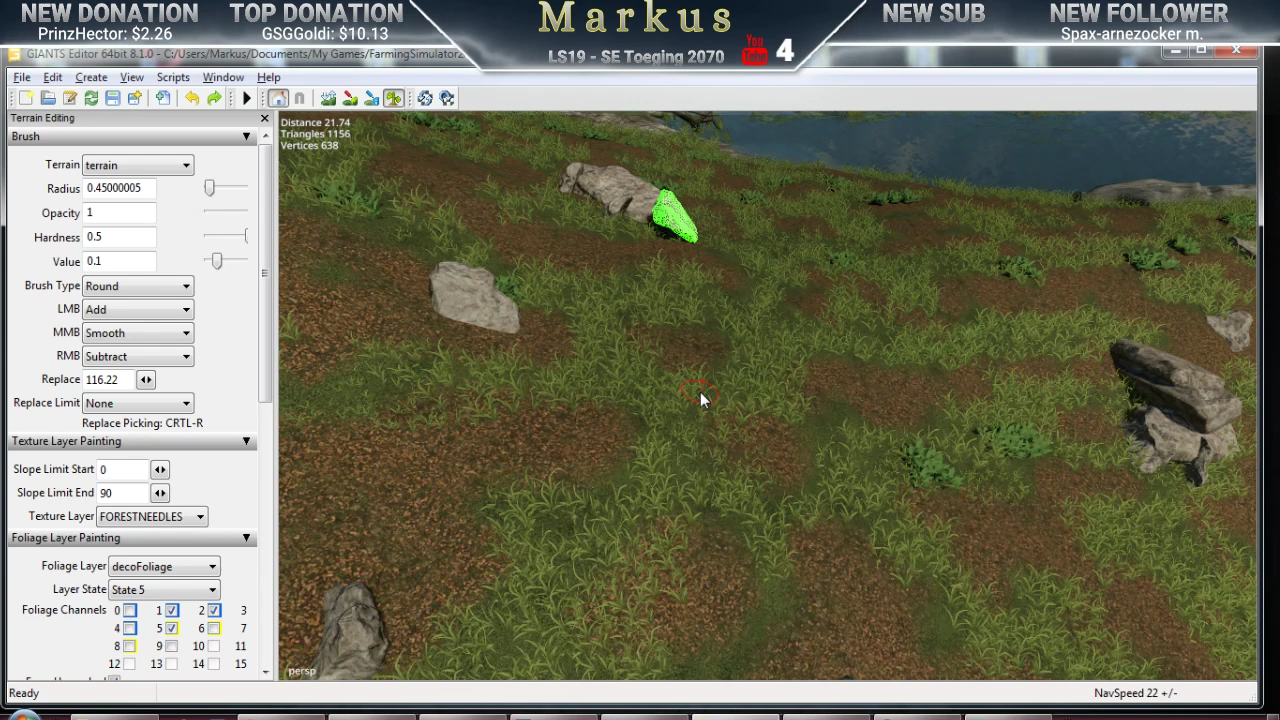 NEW DONATION
PrinzHector: $2.26
TOP DONATION
GSGGoldi: $10.13
Markus
LS19 - SE Toeging 2070
You Tube
4
NEW SUB
NEW FOLLOWER
Spax-arnezocker m.
GIANTS Editor 64bit 8.1.0 - C:/Users/Markus/Documents/My Games/FarmingSimulator2
File Edit Create View Scripts Window Help
Terrain Editing
Brush
Terrain terrain
Radius 0.45000005
Opacity 1
Hardness 0.5
Value 0.1
Brush Type Round
LMB Add
MMB Smooth
RMB Subtract
Replace 116.22
Replace Limit None
Replace Picking: CRTL-R
Texture Layer Painting
Slope Limit Start 0
Slope Limit End 90
Texture Layer FORESTNEEDLES
Foliage Layer Painting
Foliage Layer decoFoliage
Layer State State 5
Foliage Channels 0 1 2 3
4 5 6 7
8 9 10 11
12 13 14 15
Distance 21.74
Triangles 1156
Vertices 638
persp
Ready
NavSpeed 22 +/-